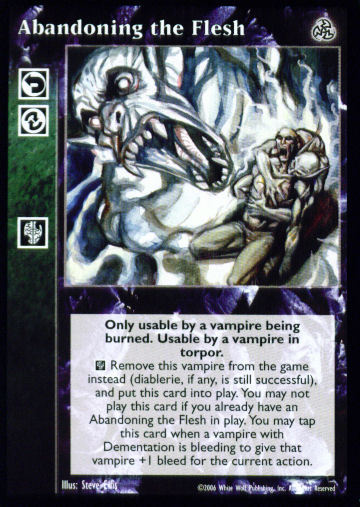 Abandoning the Flesh
Only usable by a vampire being
burned. Usable by a vampire in
torpor.
Remove this vampire from the game
instead (diablerie, if any, is still successful),
and put this card into play. You may not
play this card if you already have an
Abandoning the Flesh in play. You may tap
this card when a vampire with
Dementation is bleeding to give that
vampire +1 bleed for the current action.
Illus: Steve Ellis
©2006 White Wolf Publishing, Inc. All Rights Reserved